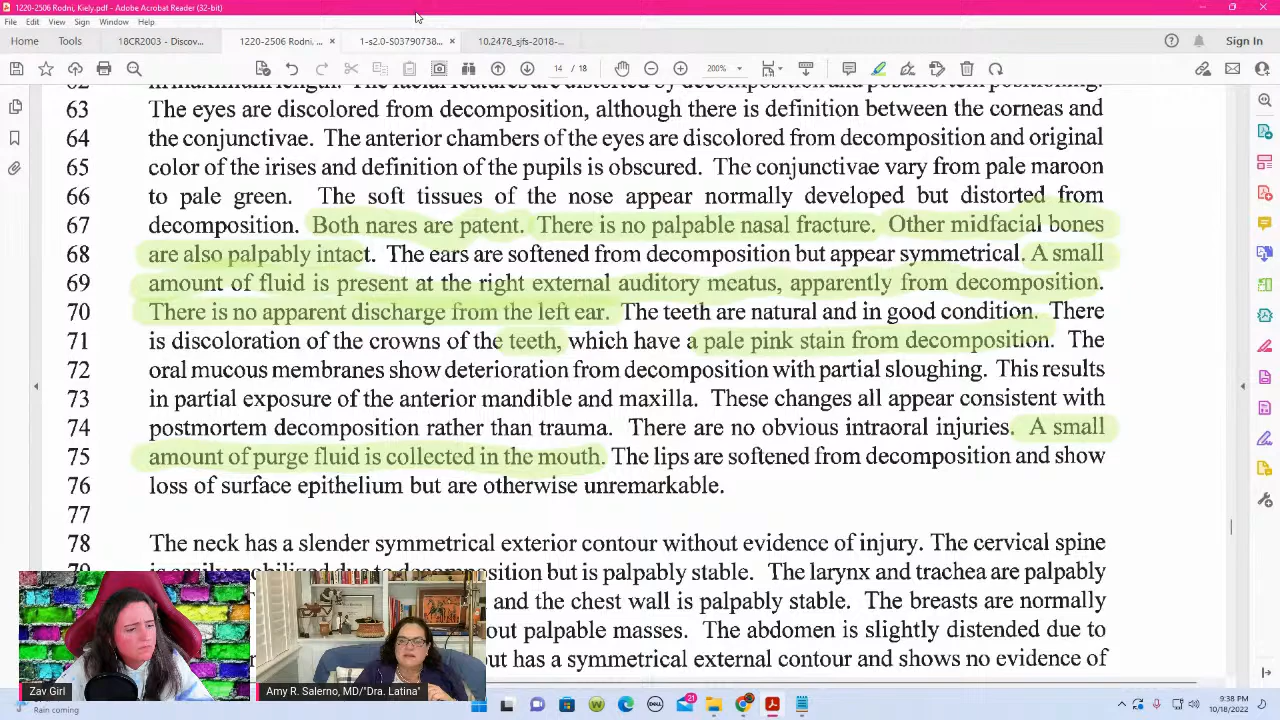 1220-2506 Rodni, Kiely.pdf - Adobe Acrobat Reader (32-bit)
File Edit View Sign Window Help
Home Tools 18CR2003 - Discov... 1220-2506 Rodni, ... × 1-s2.0-S03790738... × 10.2478_sjfs-2018-... Sign In
14 / 18 200%
63 The eyes are discolored from decomposition, although there is definition between the corneas and
64 the conjunctivae. The anterior chambers of the eyes are discolored from decomposition and original
65 color of the irises and definition of the pupils is obscured. The conjunctivae vary from pale maroon
66 to pale green. The soft tissues of the nose appear normally developed but distorted from
67 decomposition. Both nares are patent. There is no palpable nasal fracture. Other midfacial bones
68 are also palpably intact. The ears are softened from decomposition but appear symmetrical. A small
69 amount of fluid is present at the right external auditory meatus, apparently from decomposition.
70 There is no apparent discharge from the left ear. The teeth are natural and in good condition. There
71 is discoloration of the crowns of the teeth, which have a pale pink stain from decomposition. The
72 oral mucous membranes show deterioration from decomposition with partial sloughing. This results
73 in partial exposure of the anterior mandible and maxilla. These changes all appear consistent with
74 postmortem decomposition rather than trauma. There are no obvious intraoral injuries. A small
75 amount of purge fluid is collected in the mouth. The lips are softened from decomposition and show
76 loss of surface epithelium but are otherwise unremarkable.
77
78 The neck has a slender symmetrical exterior contour without evidence of injury. The cervical spine
but is palpably stable. The larynx and trachea are palpably
and the chest wall is palpably stable. The breasts are normally
palpable masses. The abdomen is slightly distended due to
has a symmetrical external contour and shows no evidence of
Zav Girl
Amy R. Salerno, MD/"Dra. Latina"
Rain coming
21
9:38 PM
10/18/2022